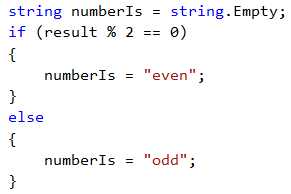 string numberIs = string.Empty;
if (result % 2 == 0)
{
    numberIs = "even";
}
else
{
    numberIs = "odd";
}